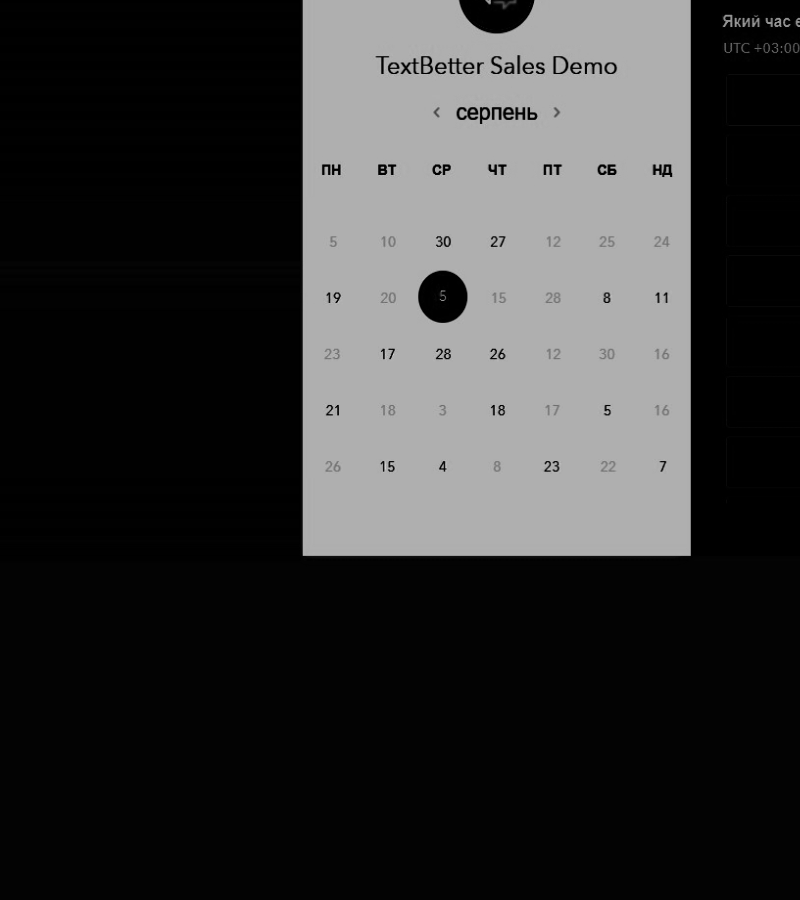 Який час
UTC +03:00
TextBetter Sales Demo
< серпень >
ПН ВТ СР ЧТ ПТ СБ НД
5 10 30 27 12 25 24
19 20 5 15 28 8 11
23 17 28 26 12 30 16
21 18 3 18 17 5 16
26 15 4 8 23 22 7